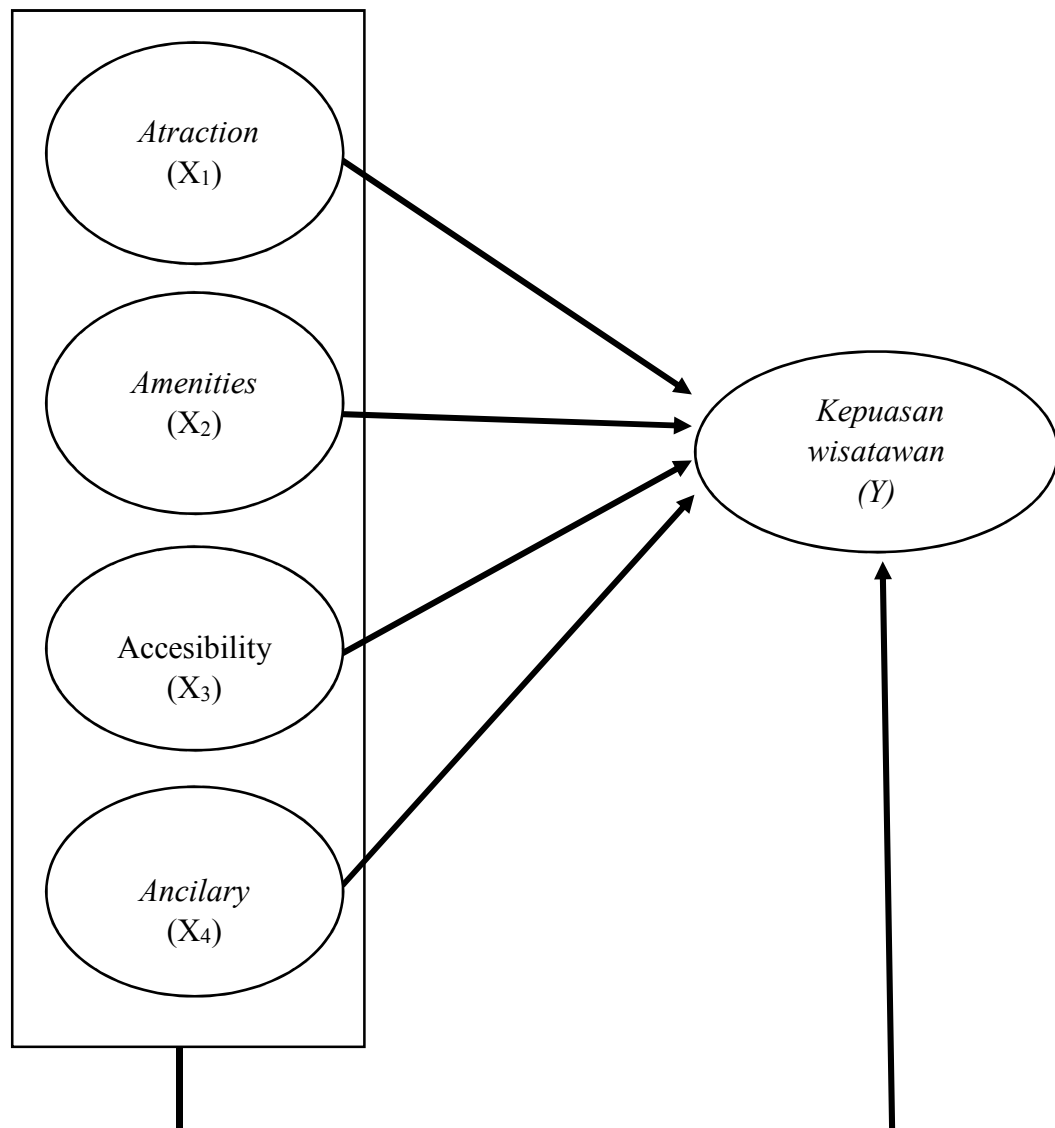 Atraction
(X₁)
Amenities
(X₂)
Accesibility
(X₃)
Ancilary
(X₄)
Kepuasan
wisatawan
(Y)